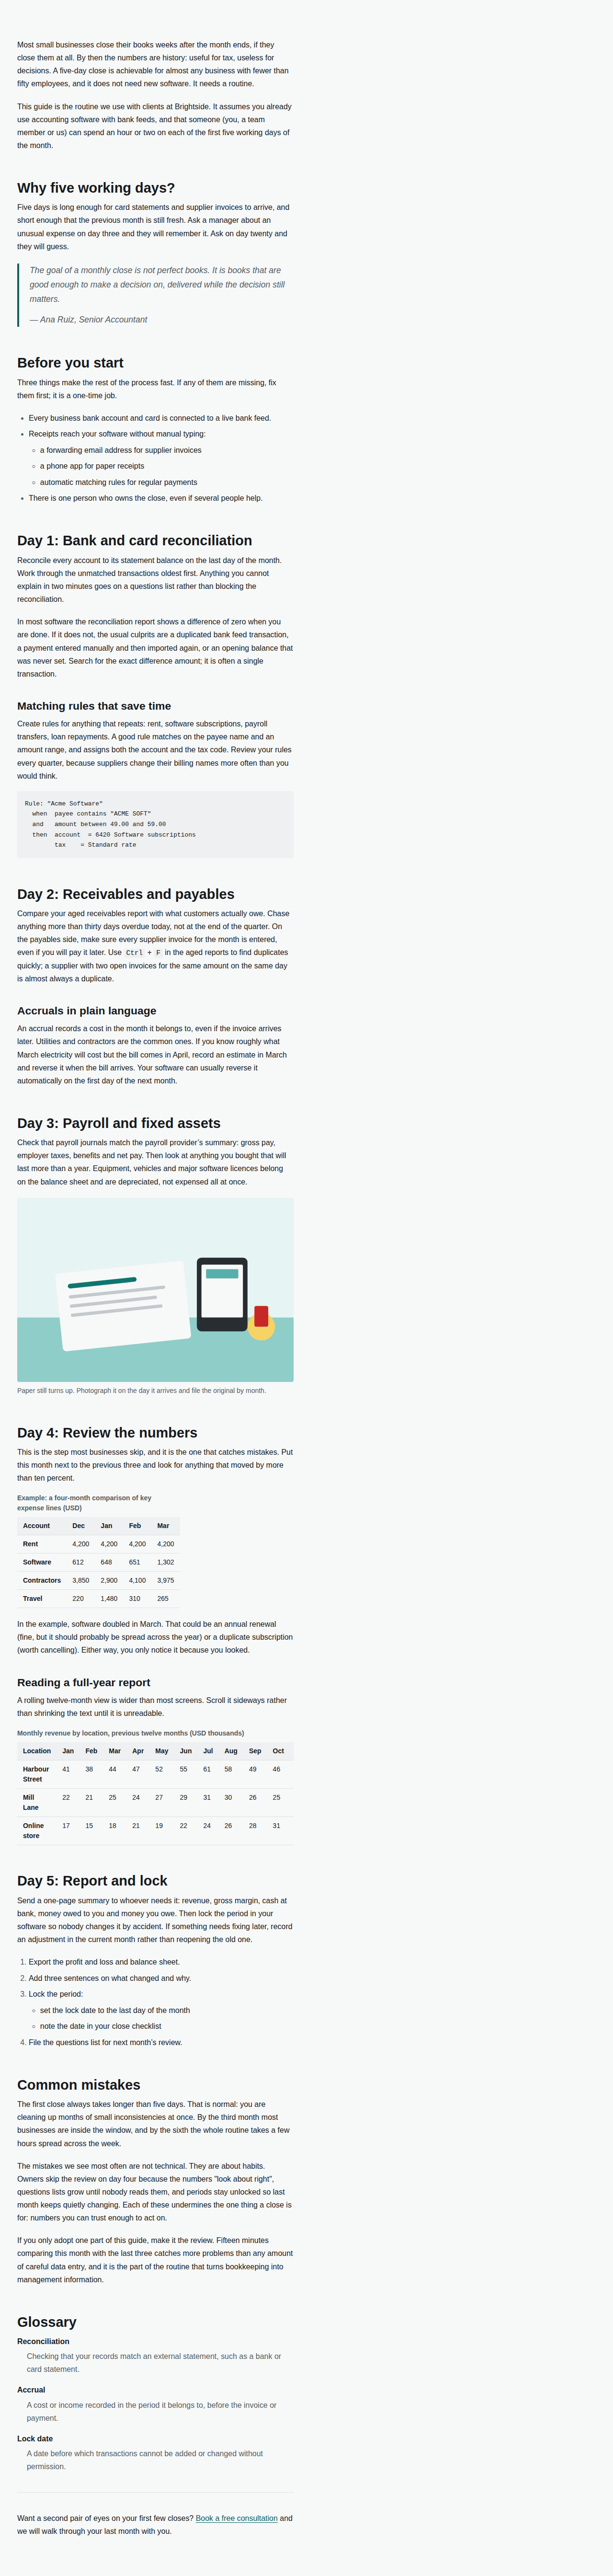 Most small businesses close their books weeks after the month ends, if they
close them at all. By then the numbers are history: useful for tax, useless for
decisions. A five-day close is achievable for almost any business with fewer than
fifty employees, and it does not need new software. It needs a routine.
This guide is the routine we use with clients at Brightside. It assumes you already
use accounting software with bank feeds, and that someone (you, a team
member or us) can spend an hour or two on each of the first five working days of
the month.
Why five working days?
Five days is long enough for card statements and supplier invoices to arrive, and
short enough that the previous month is still fresh. Ask a manager about an
unusual expense on day three and they will remember it. Ask on day twenty and
they will guess.
The goal of a monthly close is not perfect books. It is books that are
good enough to make a decision on, delivered while the decision still
matters.
— Ana Ruiz, Senior Accountant
Before you start
Three things make the rest of the process fast. If any of them are missing, fix
them first; it is a one-time job.
• Every business bank account and card is connected to a live bank feed.
• Receipts reach your software without manual typing:
◦ a forwarding email address for supplier invoices
◦ a phone app for paper receipts
◦ automatic matching rules for regular payments
• There is one person who owns the close, even if several people help.
Day 1: Bank and card reconciliation
Reconcile every account to its statement balance on the last day of the month.
Work through the unmatched transactions oldest first. Anything you cannot
explain in two minutes goes on a questions list rather than blocking the
reconciliation.
In most software the reconciliation report shows a difference of zero when you
are done. If it does not, the usual culprits are a duplicated bank feed transaction,
a payment entered manually and then imported again, or an opening balance that
was never set. Search for the exact difference amount; it is often a single
transaction.
Matching rules that save time
Create rules for anything that repeats: rent, software subscriptions, payroll
transfers, loan repayments. A good rule matches on the payee name and an
amount range, and assigns both the account and the tax code. Review your rules
every quarter, because suppliers change their billing names more often than you
would think.
Rule: "Acme Software"
when payee contains "ACME SOFT"
and amount between 49.00 and 59.00
then account = 6420 Software subscriptions
tax = Standard rate
Day 2: Receivables and payables
Compare your aged receivables report with what customers actually owe. Chase
anything more than thirty days overdue today, not at the end of the quarter. On
the payables side, make sure every supplier invoice for the month is entered,
even if you will pay it later. Use Ctrl + F in the aged reports to find duplicates
quickly; a supplier with two open invoices for the same amount on the same day
is almost always a duplicate.
Accruals in plain language
An accrual records a cost in the month it belongs to, even if the invoice arrives
later. Utilities and contractors are the common ones. If you know roughly what
March electricity will cost but the bill comes in April, record an estimate in March
and reverse it when the bill arrives. Your software can usually reverse it
automatically on the first day of the next month.
Day 3: Payroll and fixed assets
Check that payroll journals match the payroll provider’s summary: gross pay,
employer taxes, benefits and net pay. Then look at anything you bought that will
last more than a year. Equipment, vehicles and major software licences belong
on the balance sheet and are depreciated, not expensed all at once.
Paper still turns up. Photograph it on the day it arrives and file the original by month.
Day 4: Review the numbers
This is the step most businesses skip, and it is the one that catches mistakes. Put
this month next to the previous three and look for anything that moved by more
than ten percent.
Example: a four-month comparison of key
expense lines (USD)
Account Dec Jan Feb Mar
Rent 4,200 4,200 4,200 4,200
Software 612 648 651 1,302
Contractors 3,850 2,900 4,100 3,975
Travel 220 1,480 310 265
In the example, software doubled in March. That could be an annual renewal
(fine, but it should probably be spread across the year) or a duplicate subscription
(worth cancelling). Either way, you only notice it because you looked.
Reading a full-year report
A rolling twelve-month view is wider than most screens. Scroll it sideways rather
than shrinking the text until it is unreadable.
Monthly revenue by location, previous twelve months (USD thousands)
Location Jan Feb Mar Apr May Jun Jul Aug Sep Oct
Harbour Street 41 38 44 47 52 55 61 58 49 46
Mill Lane 22 21 25 24 27 29 31 30 26 25
Online store 17 15 18 21 19 22 24 26 28 31
Day 5: Report and lock
Send a one-page summary to whoever needs it: revenue, gross margin, cash at
bank, money owed to you and money you owe. Then lock the period in your
software so nobody changes it by accident. If something needs fixing later, record
an adjustment in the current month rather than reopening the old one.
1. Export the profit and loss and balance sheet.
2. Add three sentences on what changed and why.
3. Lock the period:
◦ set the lock date to the last day of the month
◦ note the date in your close checklist
4. File the questions list for next month’s review.
Common mistakes
The first close always takes longer than five days. That is normal: you are
cleaning up months of small inconsistencies at once. By the third month most
businesses are inside the window, and by the sixth the whole routine takes a few
hours spread across the week.
The mistakes we see most often are not technical. They are about habits.
Owners skip the review on day four because the numbers "look about right",
questions lists grow until nobody reads them, and periods stay unlocked so last
month keeps quietly changing. Each of these undermines the one thing a close is
for: numbers you can trust enough to act on.
If you only adopt one part of this guide, make it the review. Fifteen minutes
comparing this month with the last three catches more problems than any amount
of careful data entry, and it is the part of the routine that turns bookkeeping into
management information.
Glossary
Reconciliation
Checking that your records match an external statement, such as a bank or
card statement.
Accrual
A cost or income recorded in the period it belongs to, before the invoice or
payment.
Lock date
A date before which transactions cannot be added or changed without
permission.
Want a second pair of eyes on your first few closes? Book a free consultation and
we will walk through your last month with you.